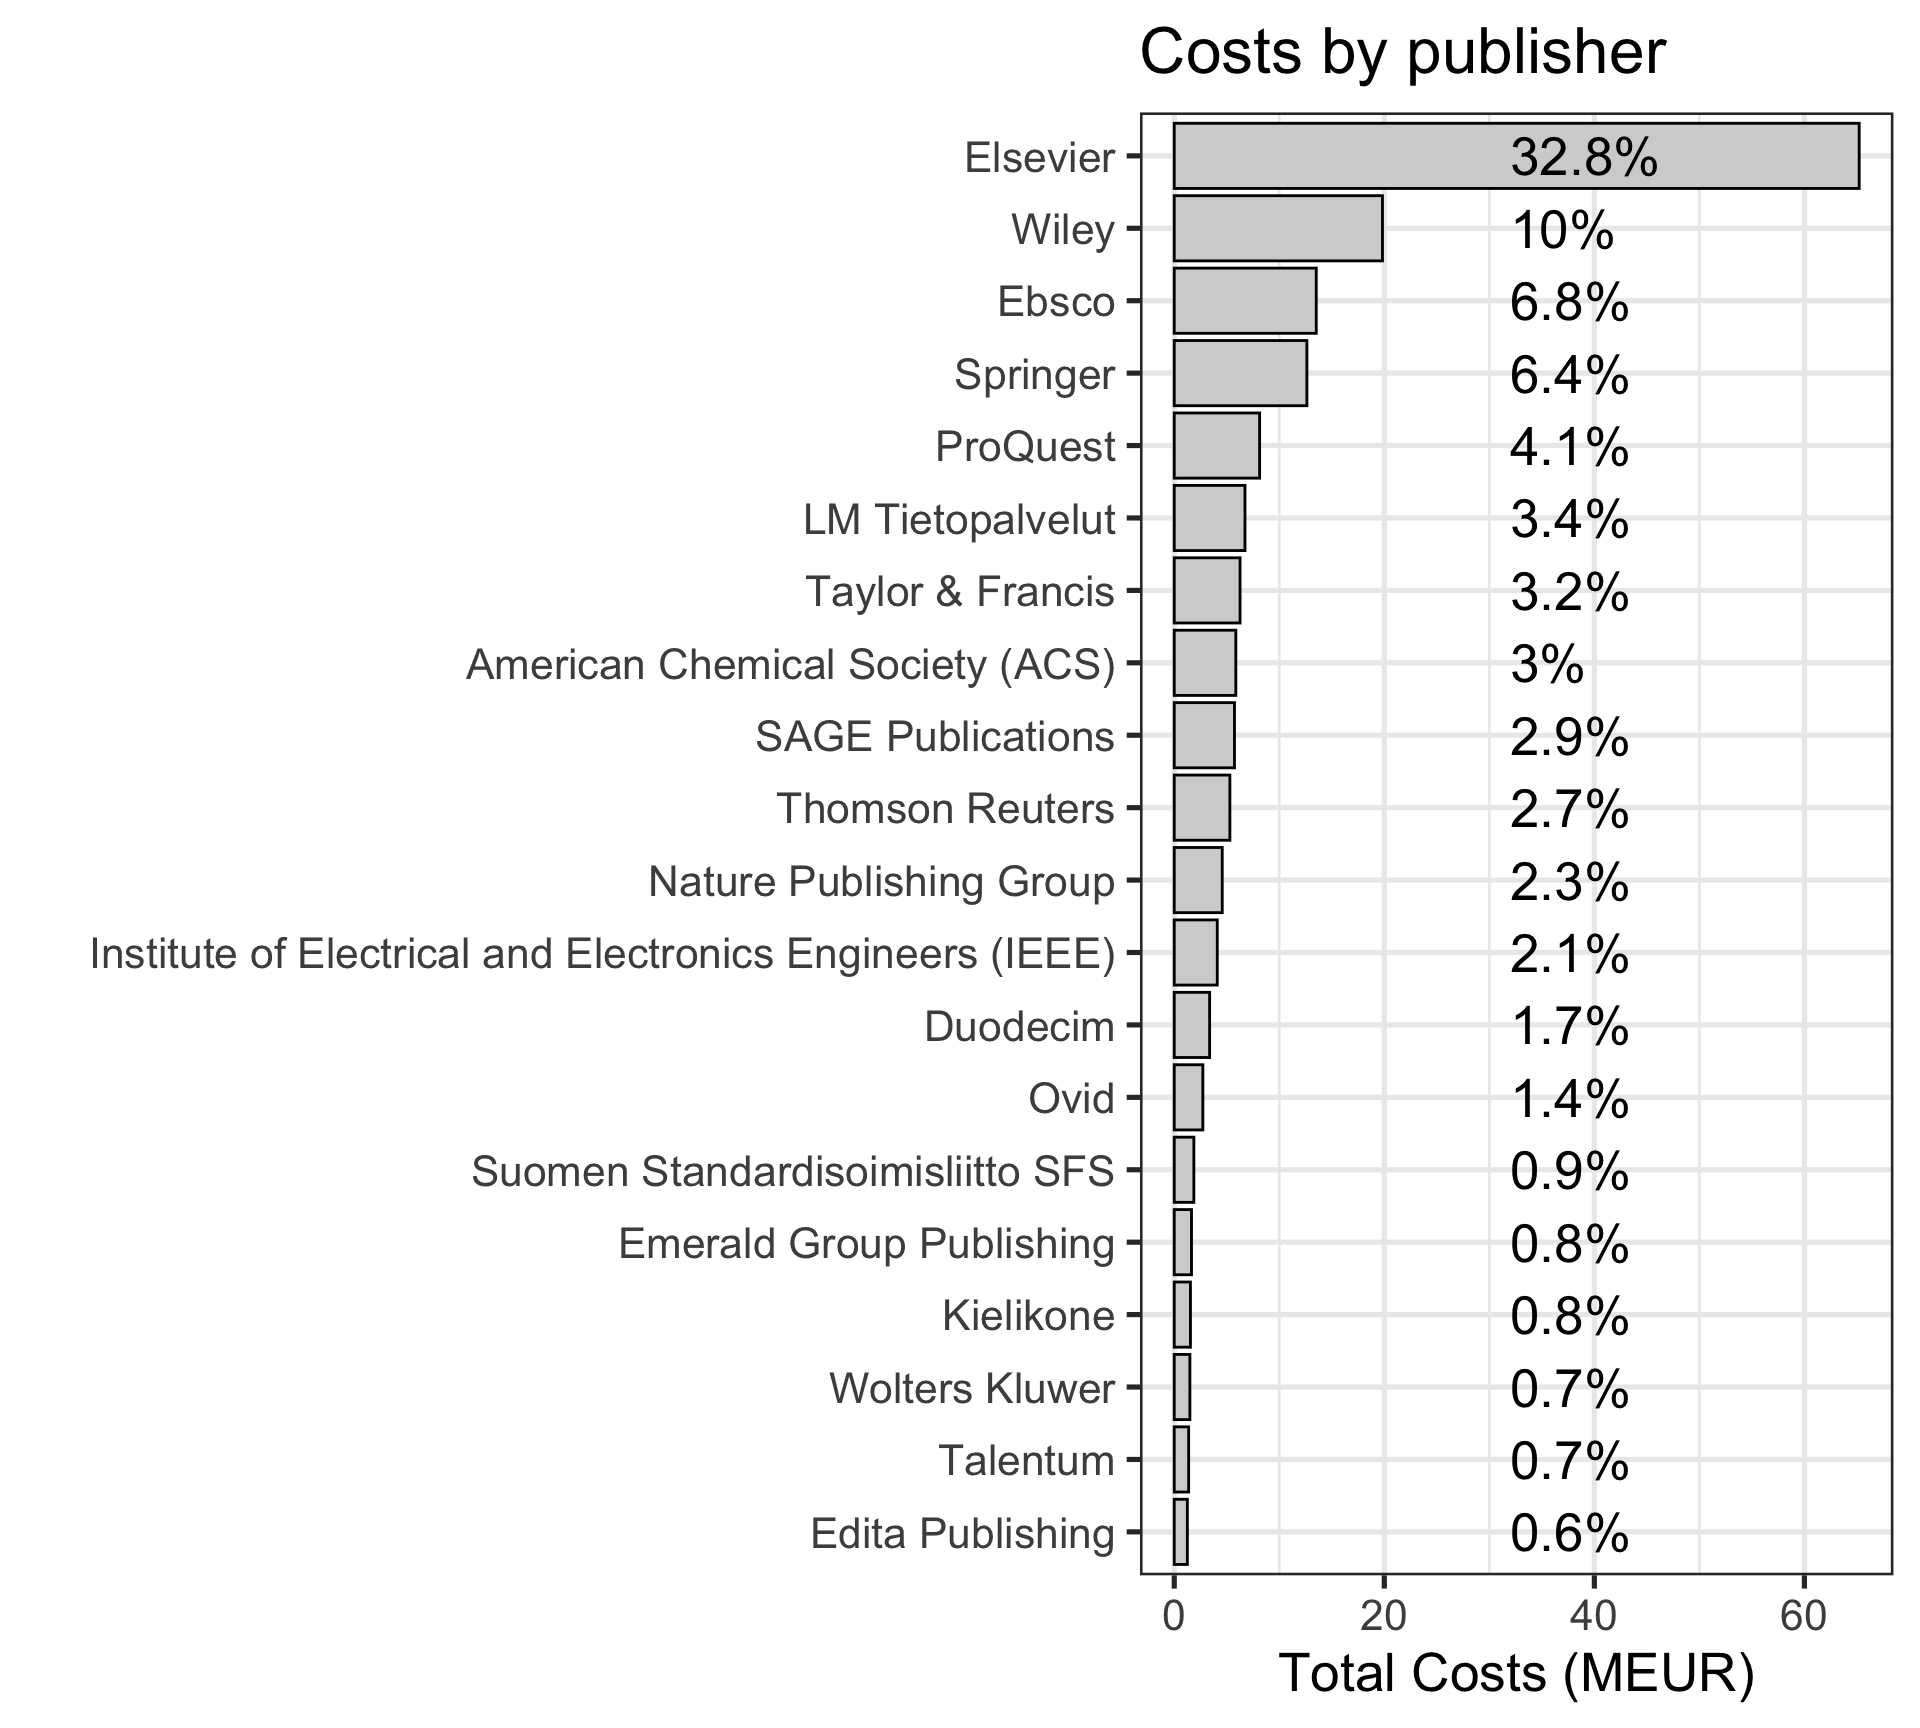 Costs by publisher
Elsevier 32.8%
Wiley 10%
Ebsco 6.8%
Springer 6.4%
ProQuest 4.1%
LM Tietopalvelut 3.4%
Taylor & Francis 3.2%
American Chemical Society (ACS) 3%
SAGE Publications 2.9%
Thomson Reuters 2.7%
Nature Publishing Group 2.3%
Institute of Electrical and Electronics Engineers (IEEE) 2.1%
Duodecim 1.7%
Ovid 1.4%
Suomen Standardisoimisliitto SFS 0.9%
Emerald Group Publishing 0.8%
Kielikone 0.8%
Wolters Kluwer 0.7%
Talentum 0.7%
Edita Publishing 0.6%
0 20 40 60
Total Costs (MEUR)